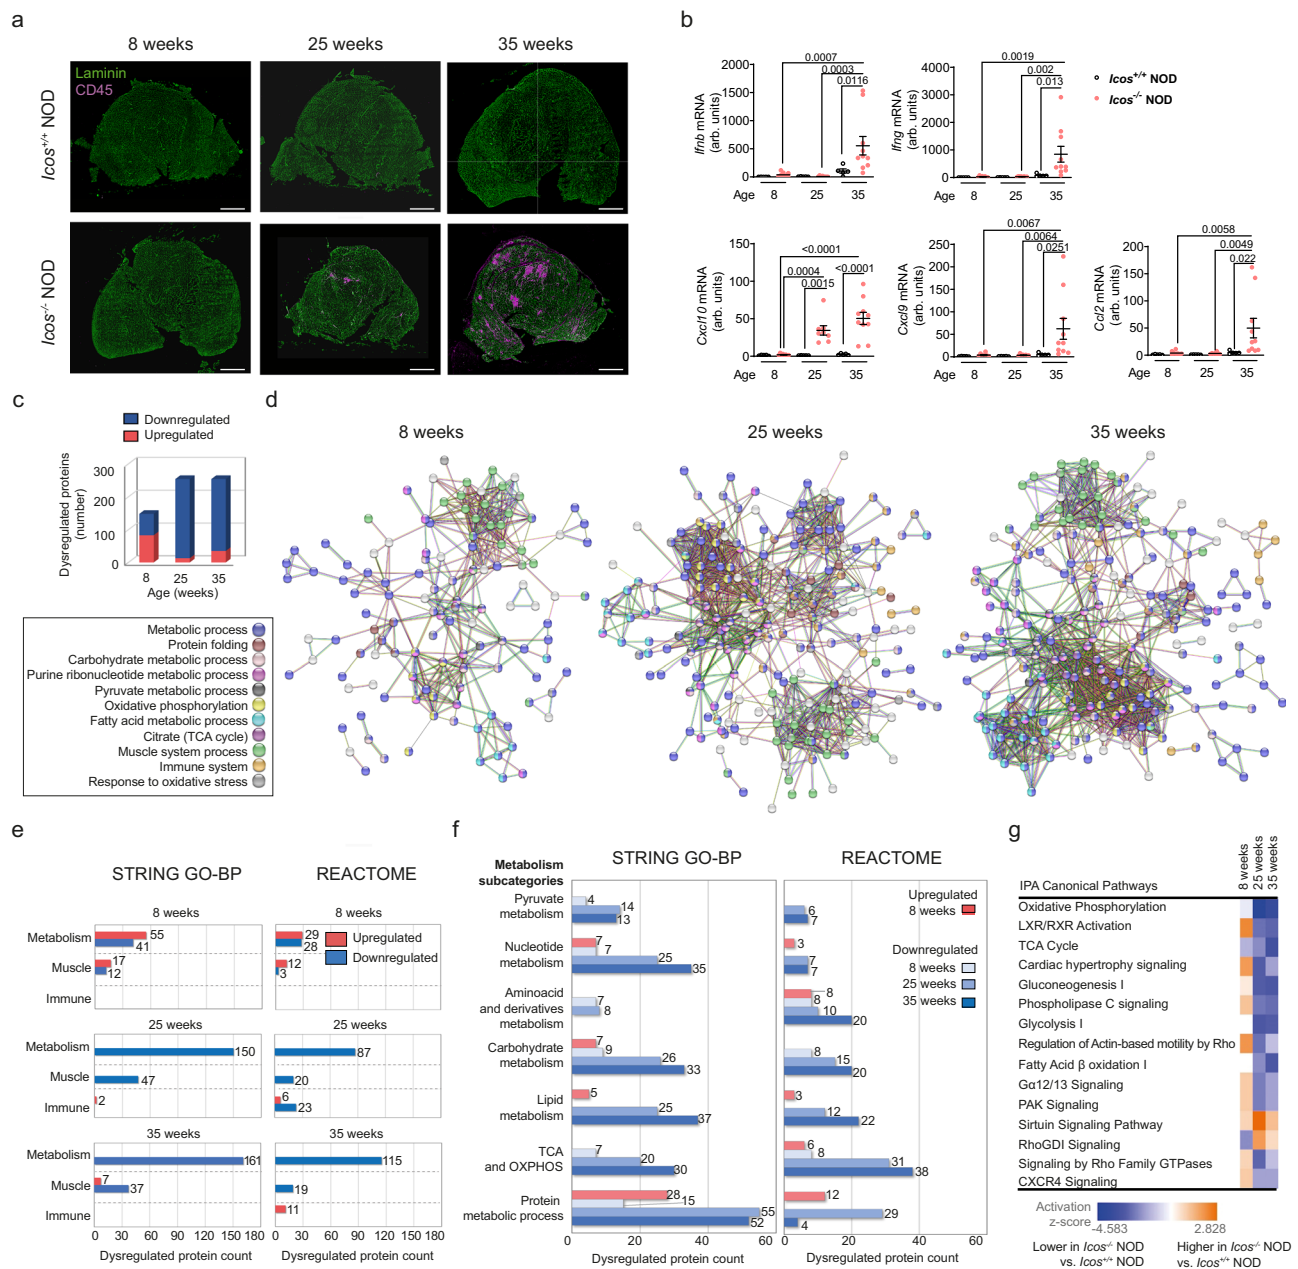 a
8 weeks
25 weeks
35 weeks
Icos+/+ NOD
Laminin
CD45
Icos-/- NOD
b
Icos+/+ NOD
Icos-/- NOD
Ifnb mRNA
(arb. units)
2000
1500
1000
500
0
0.0007
0.0003
0.0116
Age
8
25
35
Ifng mRNA
(arb. units)
4000
3000
2000
1000
0
0.0019
0.002
0.013
Age
8
25
35
Cxcl10 mRNA
(arb. units)
150
100
50
0
<0.0001
0.0004
<0.0001
0.0015
Age
8
25
35
Cxcl9 mRNA
(arb. units)
250
200
150
100
50
0
0.0067
0.0064
0.0251
Age
8
25
35
Ccl2 mRNA
(arb. units)
200
150
100
50
0
0.0058
0.0049
0.022
Age
8
25
35
c
Downregulated
Upregulated
Dysregulated proteins
(number)
300
200
100
0
8
25
35
Age (weeks)
Metabolic process
Protein folding
Carbohydrate metabolic process
Purine ribonucleotide metabolic process
Pyruvate metabolic process
Oxidative phosphorylation
Fatty acid metabolic process
Citrate (TCA cycle)
Muscle system process
Immune system
Response to oxidative stress
d
8 weeks
25 weeks
35 weeks
e
STRING GO-BP
REACTOME
8 weeks
8 weeks
Metabolism
55
41
29
28
Upregulated
Downregulated
Muscle
17
12
12
3
Immune
25 weeks
25 weeks
Metabolism
150
87
Muscle
47
20
Immune
2
6
23
35 weeks
35 weeks
Metabolism
161
115
Muscle
7
37
19
Immune
11
0 30 60 90 120 150 180
0 30 60 90 120 150 180
Dysregulated protein count
Dysregulated protein count
f
Metabolism
subcategories
STRING GO-BP
REACTOME
Upregulated
8 weeks
Downregulated
8 weeks
25 weeks
35 weeks
Pyruvate
metabolism
4
14
13
6
7
Nucleotide
metabolism
7
7
25
35
3
7
7
Aminoacid
and derivatives
metabolism
7
8
8
8
10
20
Carbohydrate
metabolism
7
9
26
33
8
15
20
Lipid
metabolism
5
25
37
3
12
22
TCA
and OXPHOS
7
20
30
6
8
31
38
Protein
metabolic process
28
15
55
52
12
29
4
0 20 40 60
0 20 40 60
Dysregulated protein count
Dysregulated protein count
g
8 weeks
25 weeks
35 weeks
IPA Canonical Pathways
Oxidative Phosphorylation
LXR/RXR Activation
TCA Cycle
Cardiac hypertrophy signaling
Gluconeogenesis I
Phospholipase C signaling
Glycolysis I
Regulation of Actin-based motility by Rho
Fatty Acid β oxidation I
Gα12/13 Signaling
PAK Signaling
Sirtuin Signaling Pathway
RhoGDI Signaling
Signaling by Rho Family GTPases
CXCR4 Signaling
Activation
z-score
-4.583
2.828
Lower in Icos-/- NOD
vs. Icos+/+ NOD
Higher in Icos-/- NOD
vs. Icos+/+ NOD